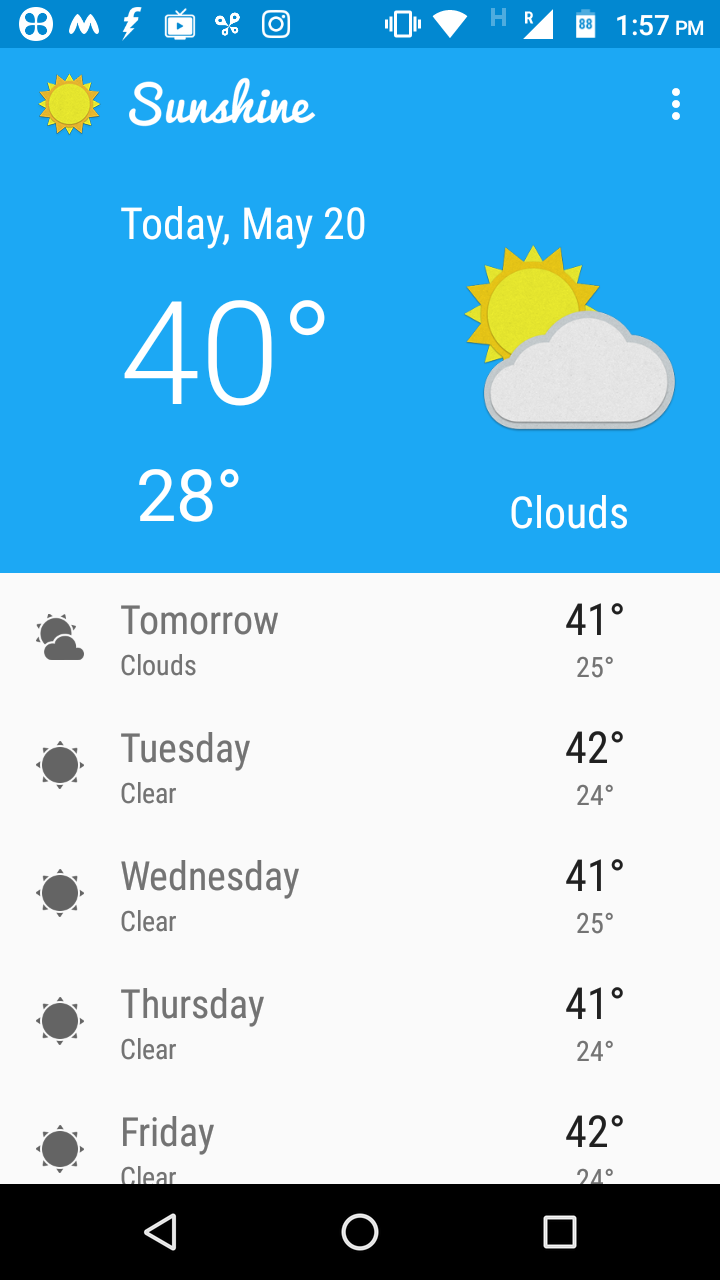 H R 88 1:57 PM
Sunshine
Today, May 20
40°
28°
Clouds
Tomorrow 41°
Clouds 25°
Tuesday 42°
Clear 24°
Wednesday 41°
Clear 25°
Thursday 41°
Clear 24°
Friday 42°
Clear 24°